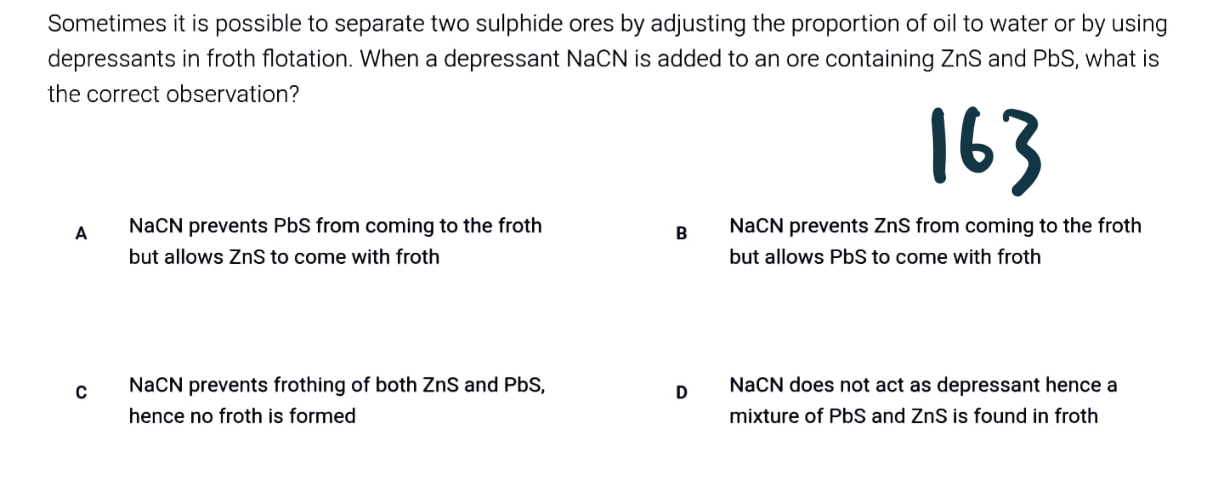 Sometimes it is possible to separate two sulphide ores by adjusting the proportion of oil to water or by using
depressants in froth flotation. When a depressant NaCN is added to an ore containing ZnS and PbS, what is
the correct observation?
163
A NaCN prevents PbS from coming to the froth
but allows ZnS to come with froth
B NaCN prevents ZnS from coming to the froth
but allows PbS to come with froth
C NaCN prevents frothing of both ZnS and PbS,
hence no froth is formed
D NaCN does not act as depressant hence a
mixture of PbS and ZnS is found in froth